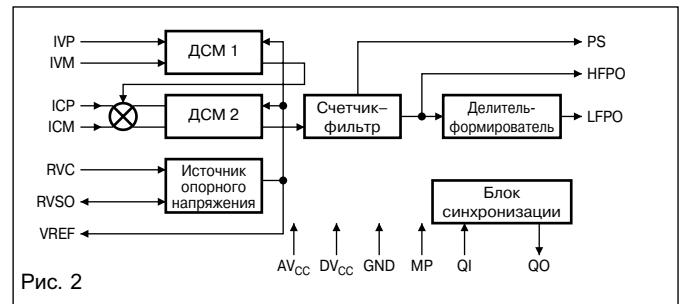 IVP
ДСМ 1
PS
IVM
HFPO
ICP
ДСМ 2
Счетчик–
фильтр
Делитель-
формирователь
LFPO
ICM
RVC
Источник
опорного
напряжения
Блок
синхронизации
RVSO
VREF
AVCC
DVCC
GND
MP
QI
QO
Рис. 2